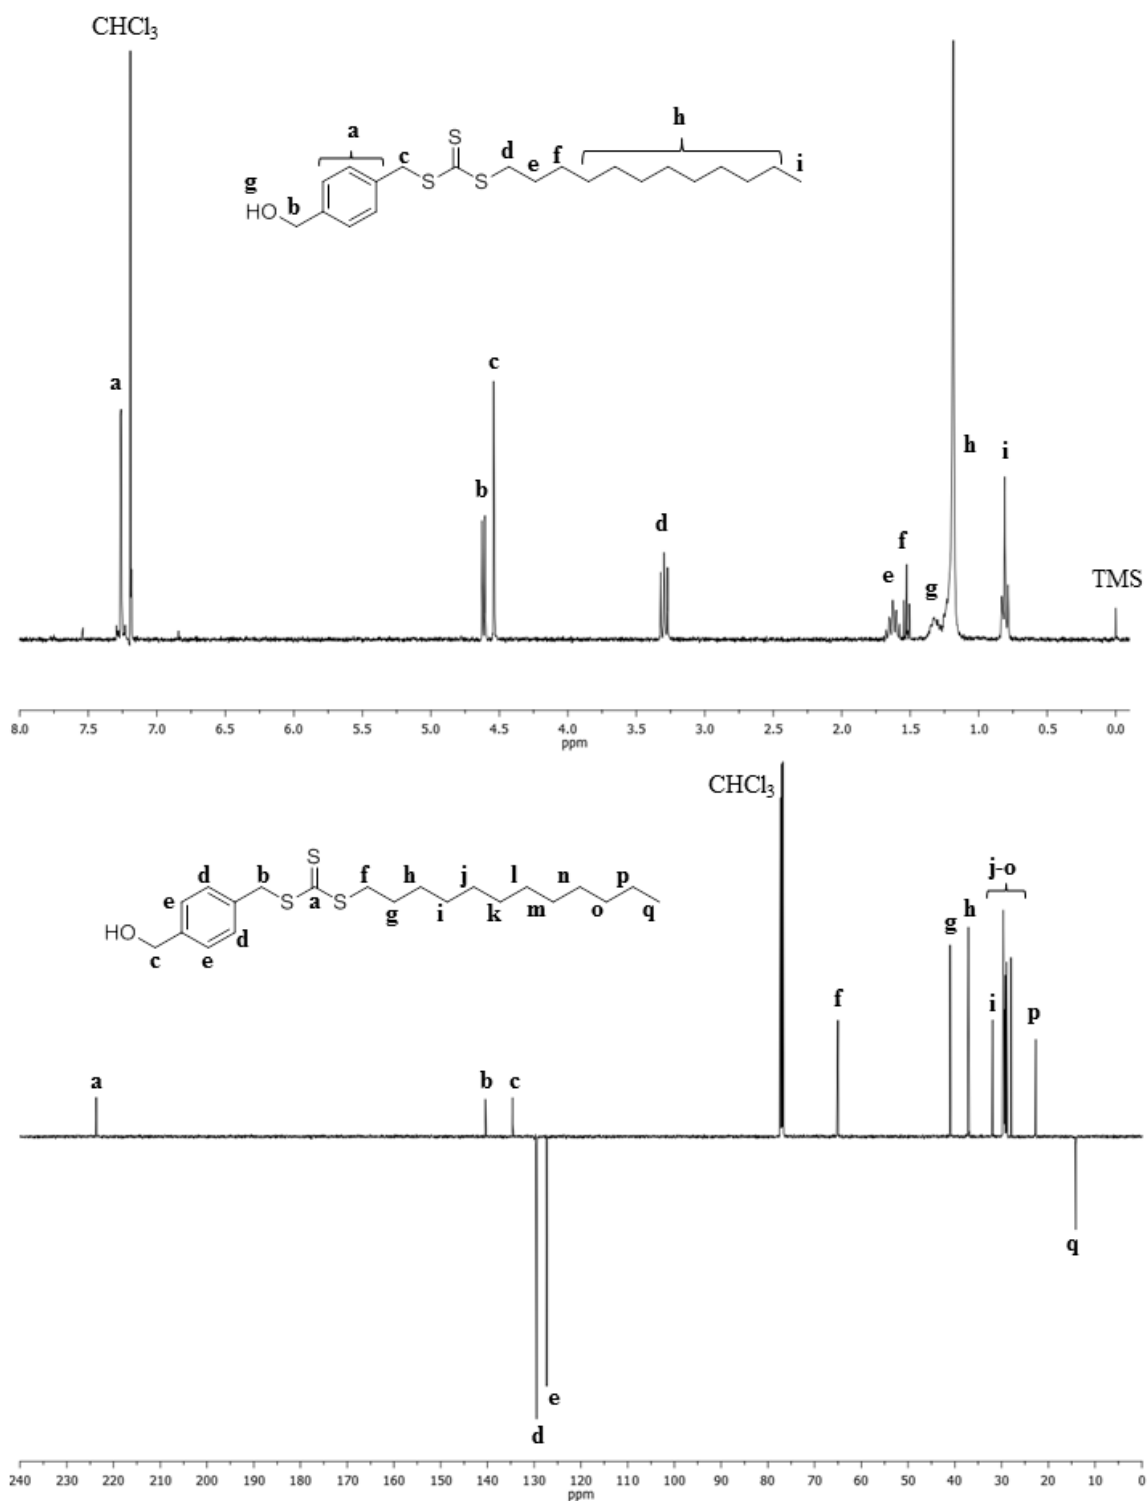 CHCl3
h
a
S
c
d
e
f
i
S
S
g
HO
b
c
a
h
i
b
d
f
e
g
TMS
8.0 7.5 7.0 6.5 6.0 5.5 5.0 4.5 4.0 3.5 3.0 2.5 2.0 1.5 1.0 0.5 0.0
ppm
CHCl3
S
d b f h j l n p
e
S
a
S
g i k m o q
HO
d
c
e
j-o
g h
f
i
p
a
b c
q
e
d
240 230 220 210 200 190 180 170 160 150 140 130 120 110 100 90 80 70 60 50 40 30 20 10 0
ppm